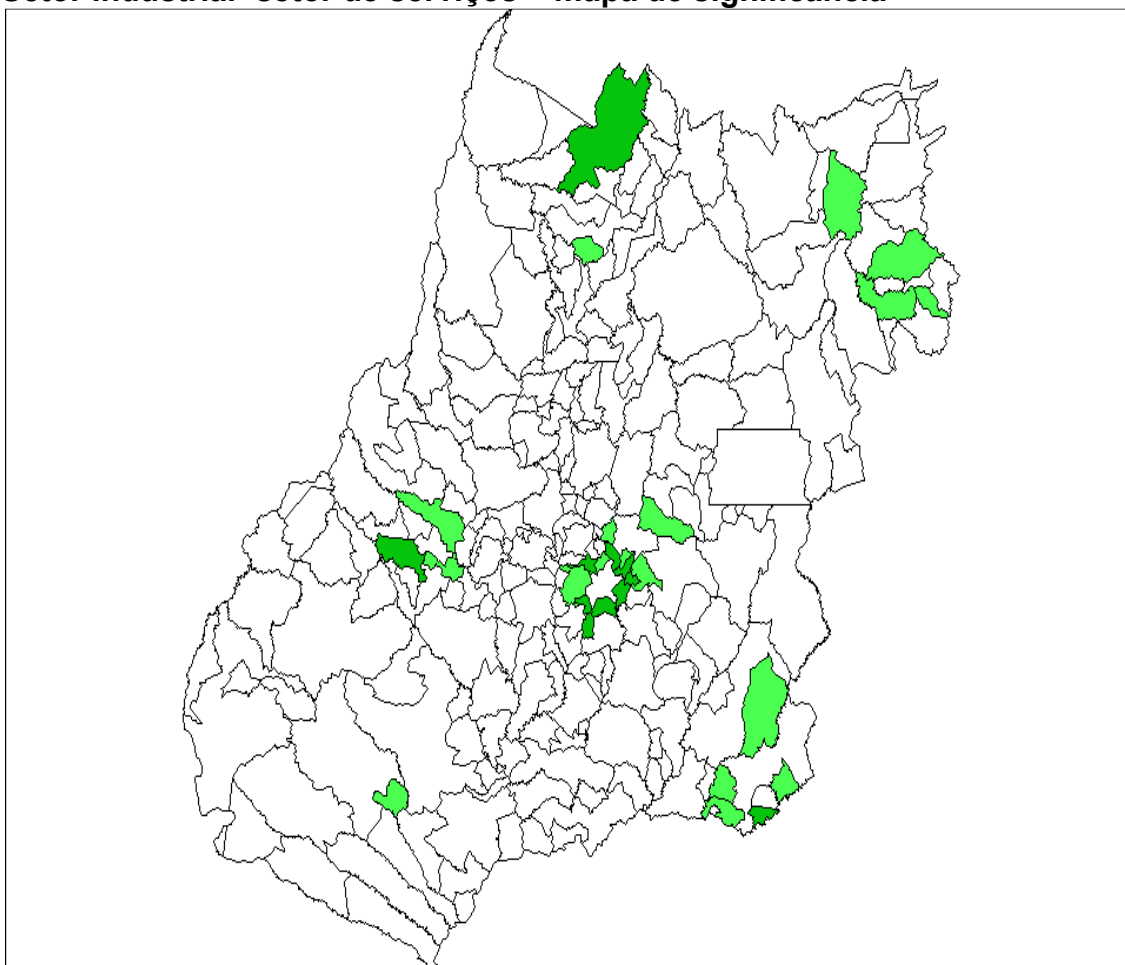 Setor industrial- setor de serviços – mapa de significância